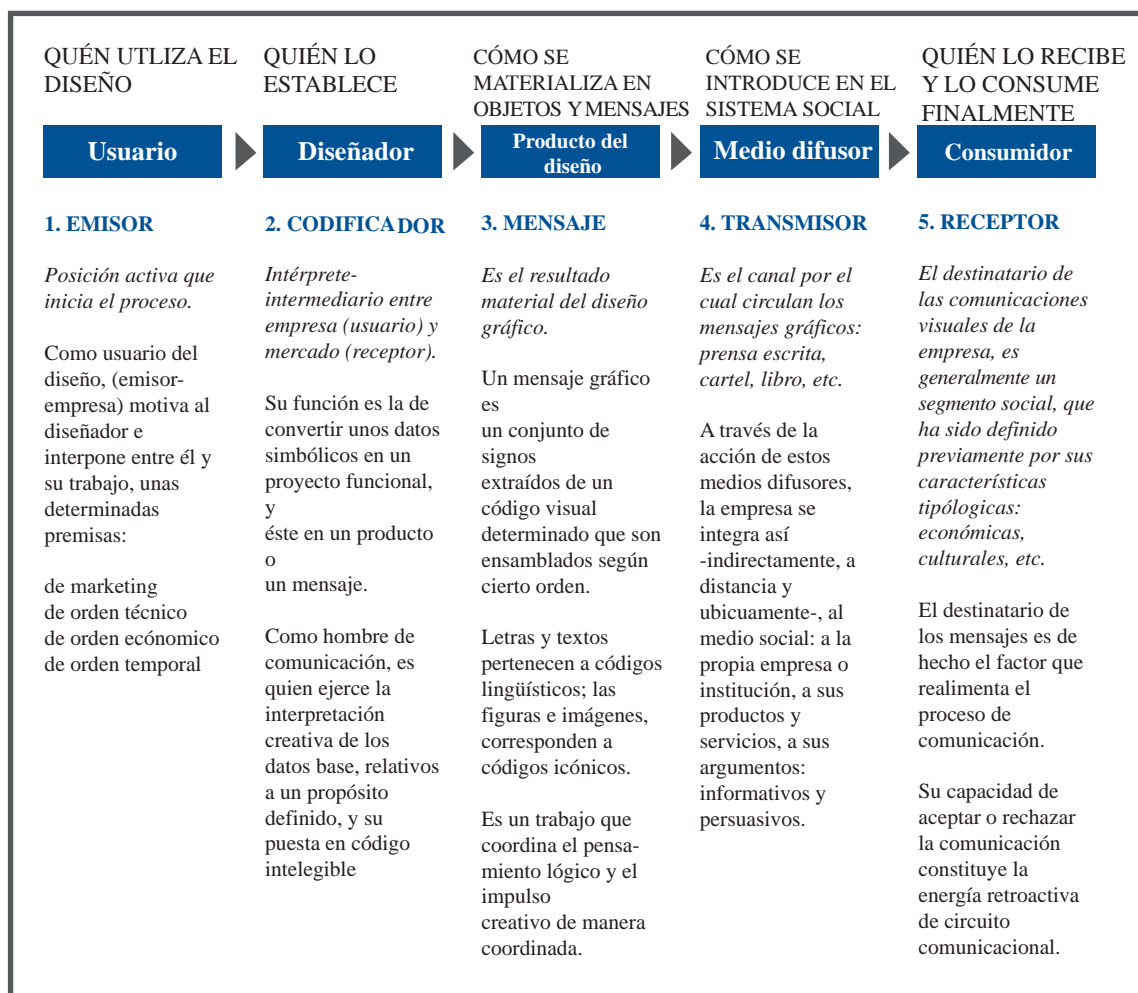 QUÉN UTLIZA EL
DISEÑO
Usuario
1. EMISOR
Posición activa que
inicia el proceso.
Como usuario del
diseño, (emisor-
empresa) motiva al
diseñador e
interpone entre él y
su trabajo, unas
determinadas
premisas:
de marketing
de orden técnico
de orden ecónomico
de orden temporal
QUIÉN LO
ESTABLECE
Diseñador
2. CODIFICADOR
Intérprete-
intermediario entre
empresa (usuario) y
mercado (receptor).
Su función es la de
convertir unos datos
simbólicos en un
proyecto funcional,
y
éste en un producto
o
un mensaje.
Como hombre de
comunicación, es
quien ejerce la
interpretación
creativa de los
datos base, relativos
a un propósito
definido, y su
puesta en código
intelegible
CÓMO SE
MATERIALIZA EN
OBJETOS Y MENSAJES
Producto del
diseño
3. MENSAJE
Es el resultado
material del diseño
gráfico.
Un mensaje gráfico
es
un conjunto de
signos
extraídos de un
código visual
determinado que son
ensamblados según
cierto orden.
Letras y textos
pertenecen a códigos
lingüísticos; las
figuras e imágenes,
corresponden a
códigos icónicos.
Es un trabajo que
coordina el pensa-
miento lógico y el
impulso
creativo de manera
coordinada.
CÓMO SE
INTRODUCE EN EL
SISTEMA SOCIAL
Medio difusor
4. TRANSMISOR
Es el canal por el
cual circulan los
mensajes gráficos:
prensa escrita,
cartel, libro, etc.
A través de la
acción de estos
medios difusores,
la empresa se
integra así
-indirectamente, a
distancia y
ubicuamente-, al
medio social: a la
propia empresa o
institución, a sus
productos y
servicios, a sus
argumentos:
informativos y
persuasivos.
QUIÉN LO RECIBE
Y LO CONSUME
FINALMENTE
Consumidor
5. RECEPTOR
El destinatario de
las comunicaciones
visuales de la
empresa, es
generalmente un
segmento social, que
ha sido definido
previamente por sus
características
tipólogicas:
económicas,
culturales, etc.
El destinatario de
los mensajes es de
hecho el factor que
realimenta el
proceso de
comunicación.
Su capacidad de
aceptar o rechazar
la comunicación
constituye la
energía retroactiva
de circuito
comunicacional.